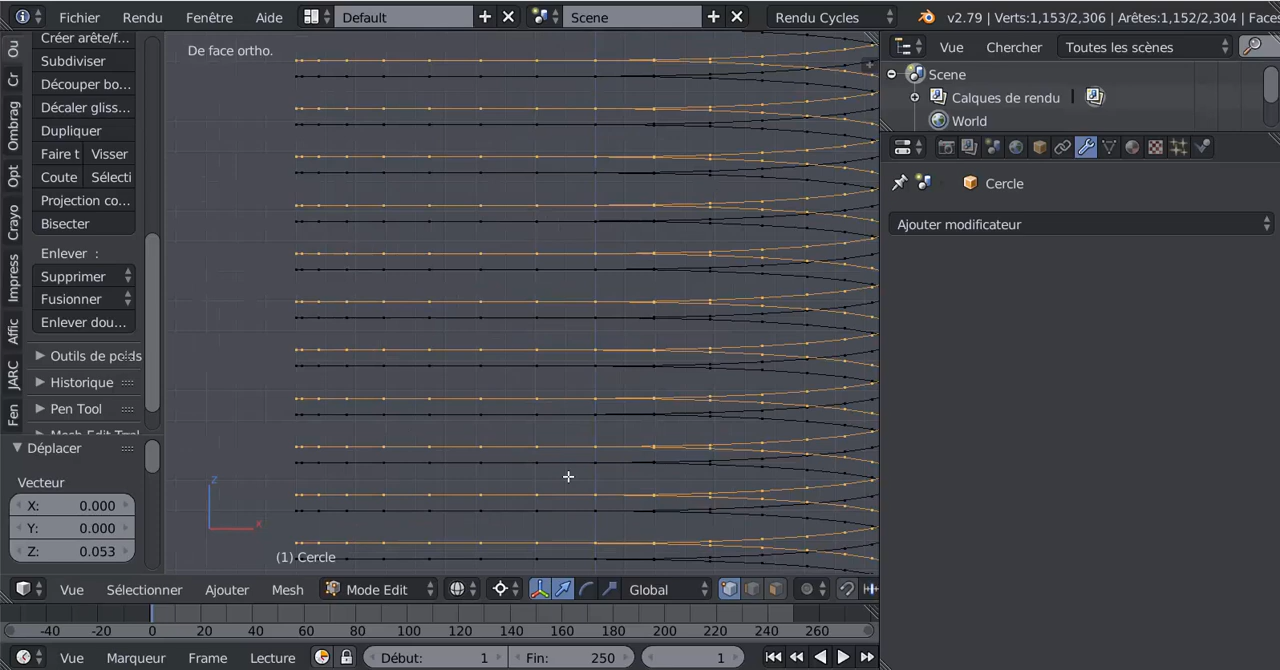 Fichier Rendu Fenêtre Aide Default Scene Rendu Cycles v2.79 | Verts:1,153/2,306 | Arêtes:1,152/2,304 | Faces
Ou
Cr
Ombrag
Opt
Crayo
Impress
Affic
JARC
Fen
Créer arête/f...
Subdiviser
Découper bo...
Décaler gliss...
Dupliquer
Faire t Visser
Coute Sélecti
Projection co...
Bisecter
Enlever :
Supprimer
Fusionner
Enlever dou...
Outils de poids
Historique
Pen Tool
Mesh Edit Tool
Déplacer
Vecteur
X: 0.000
Y: 0.000
Z: 0.053
De face ortho.
z
x
(1) Cercle
Vue Sélectionner Ajouter Mesh Mode Edit Global
-40 -20 0 20 40 60 80 100 120 140 160 180 200 220 240 260
Vue Marqueur Frame Lecture Début: 1 Fin: 250 1
Vue Chercher Toutes les scènes
Scene
Calques de rendu |
World
Cercle
Ajouter modificateur